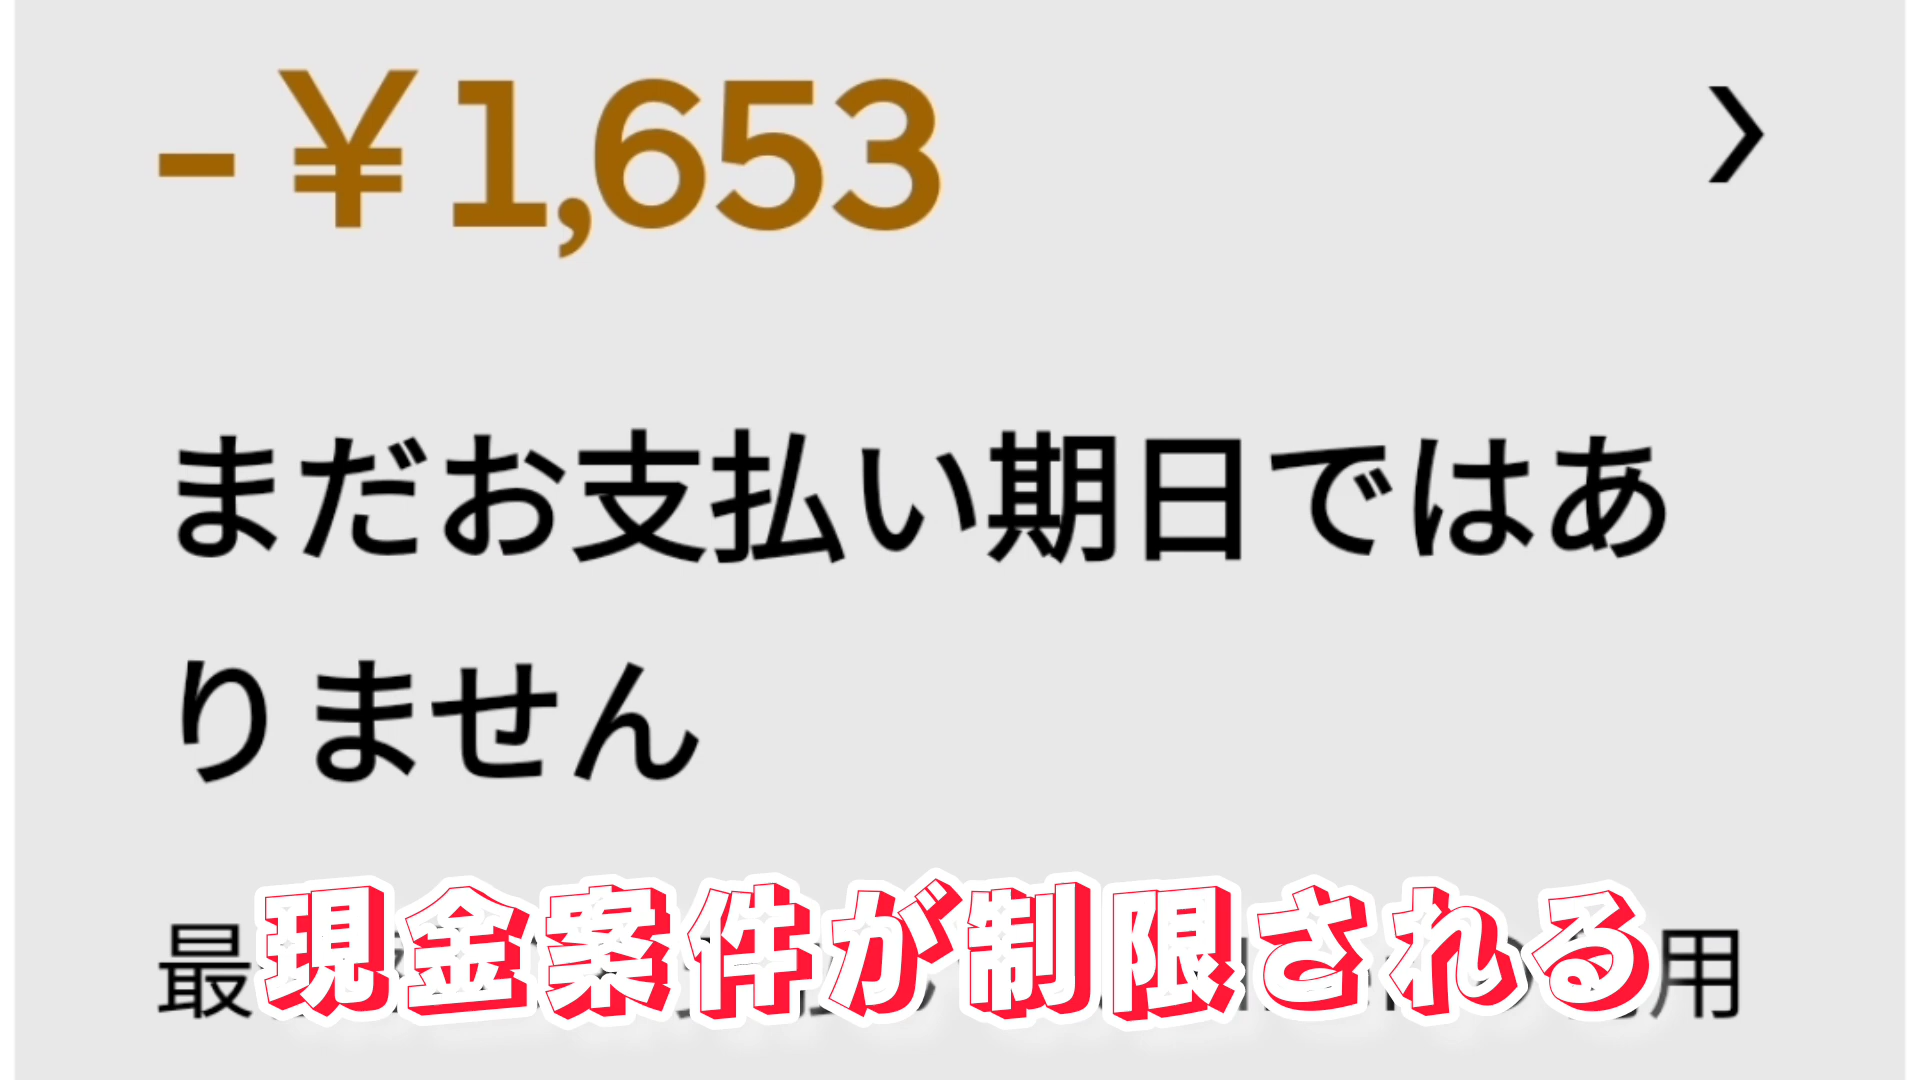 -￥1,653
まだお支払い期日ではあ
りません
最
用
現金案件が制限される